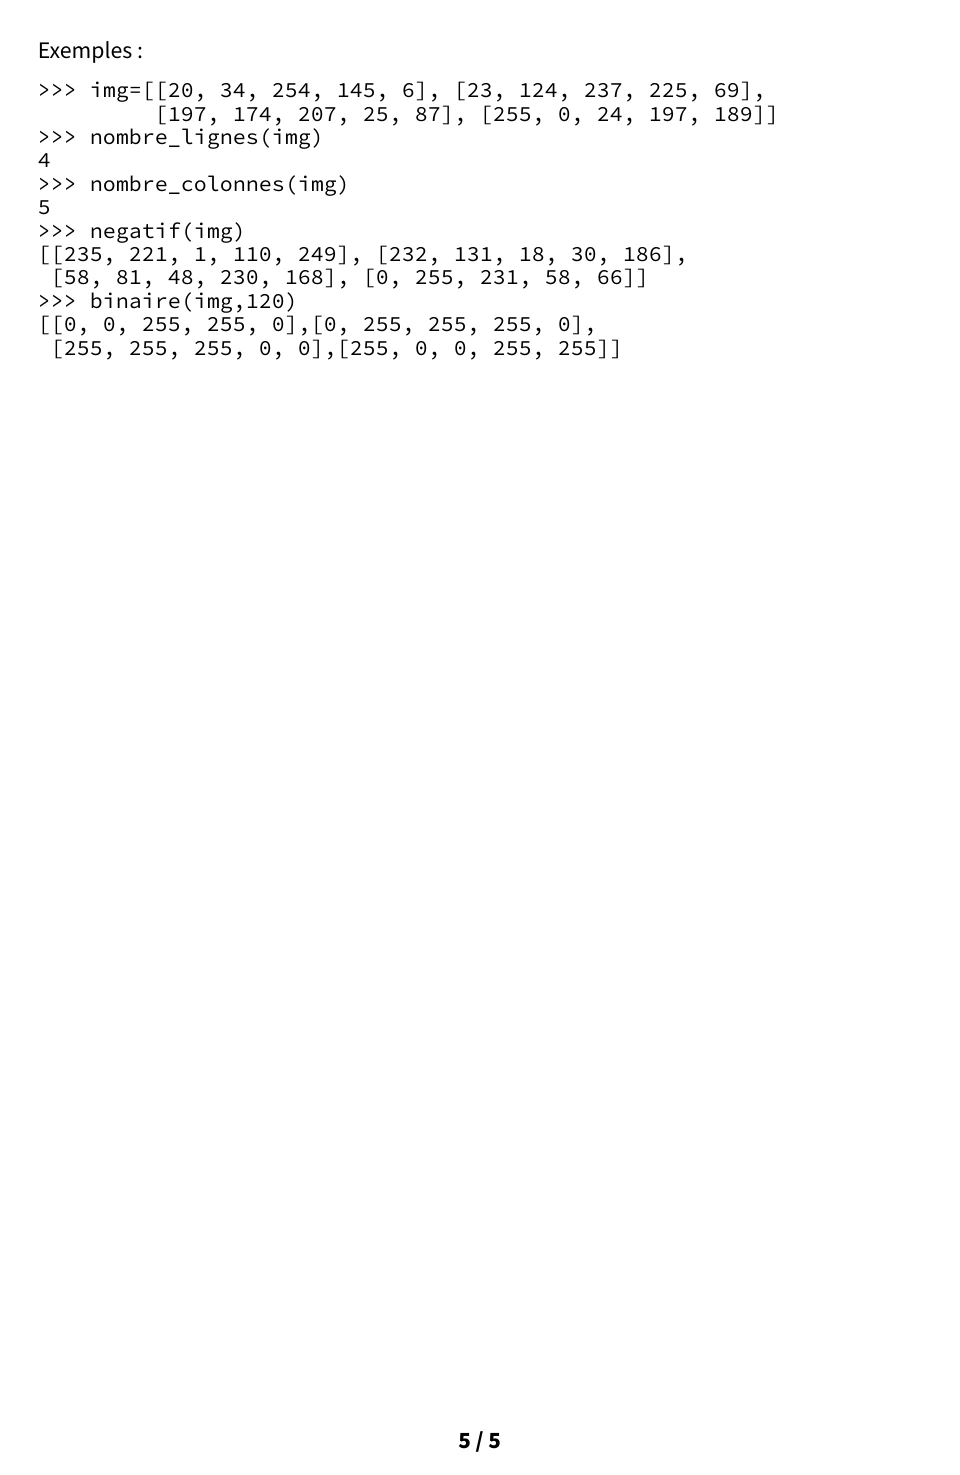 Exemples :
>>> img=[[20, 34, 254, 145, 6], [23, 124, 237, 225, 69],
         [197, 174, 207, 25, 87], [255, 0, 24, 197, 189]]
>>> nombre_lignes(img)
4
>>> nombre_colonnes(img)
5
>>> negatif(img)
[[235, 221, 1, 110, 249], [232, 131, 18, 30, 186],
 [58, 81, 48, 230, 168], [0, 255, 231, 58, 66]]
>>> binaire(img,120)
[[0, 0, 255, 255, 0],[0, 255, 255, 255, 0],
 [255, 255, 255, 0, 0],[255, 0, 0, 255, 255]]
5 / 5